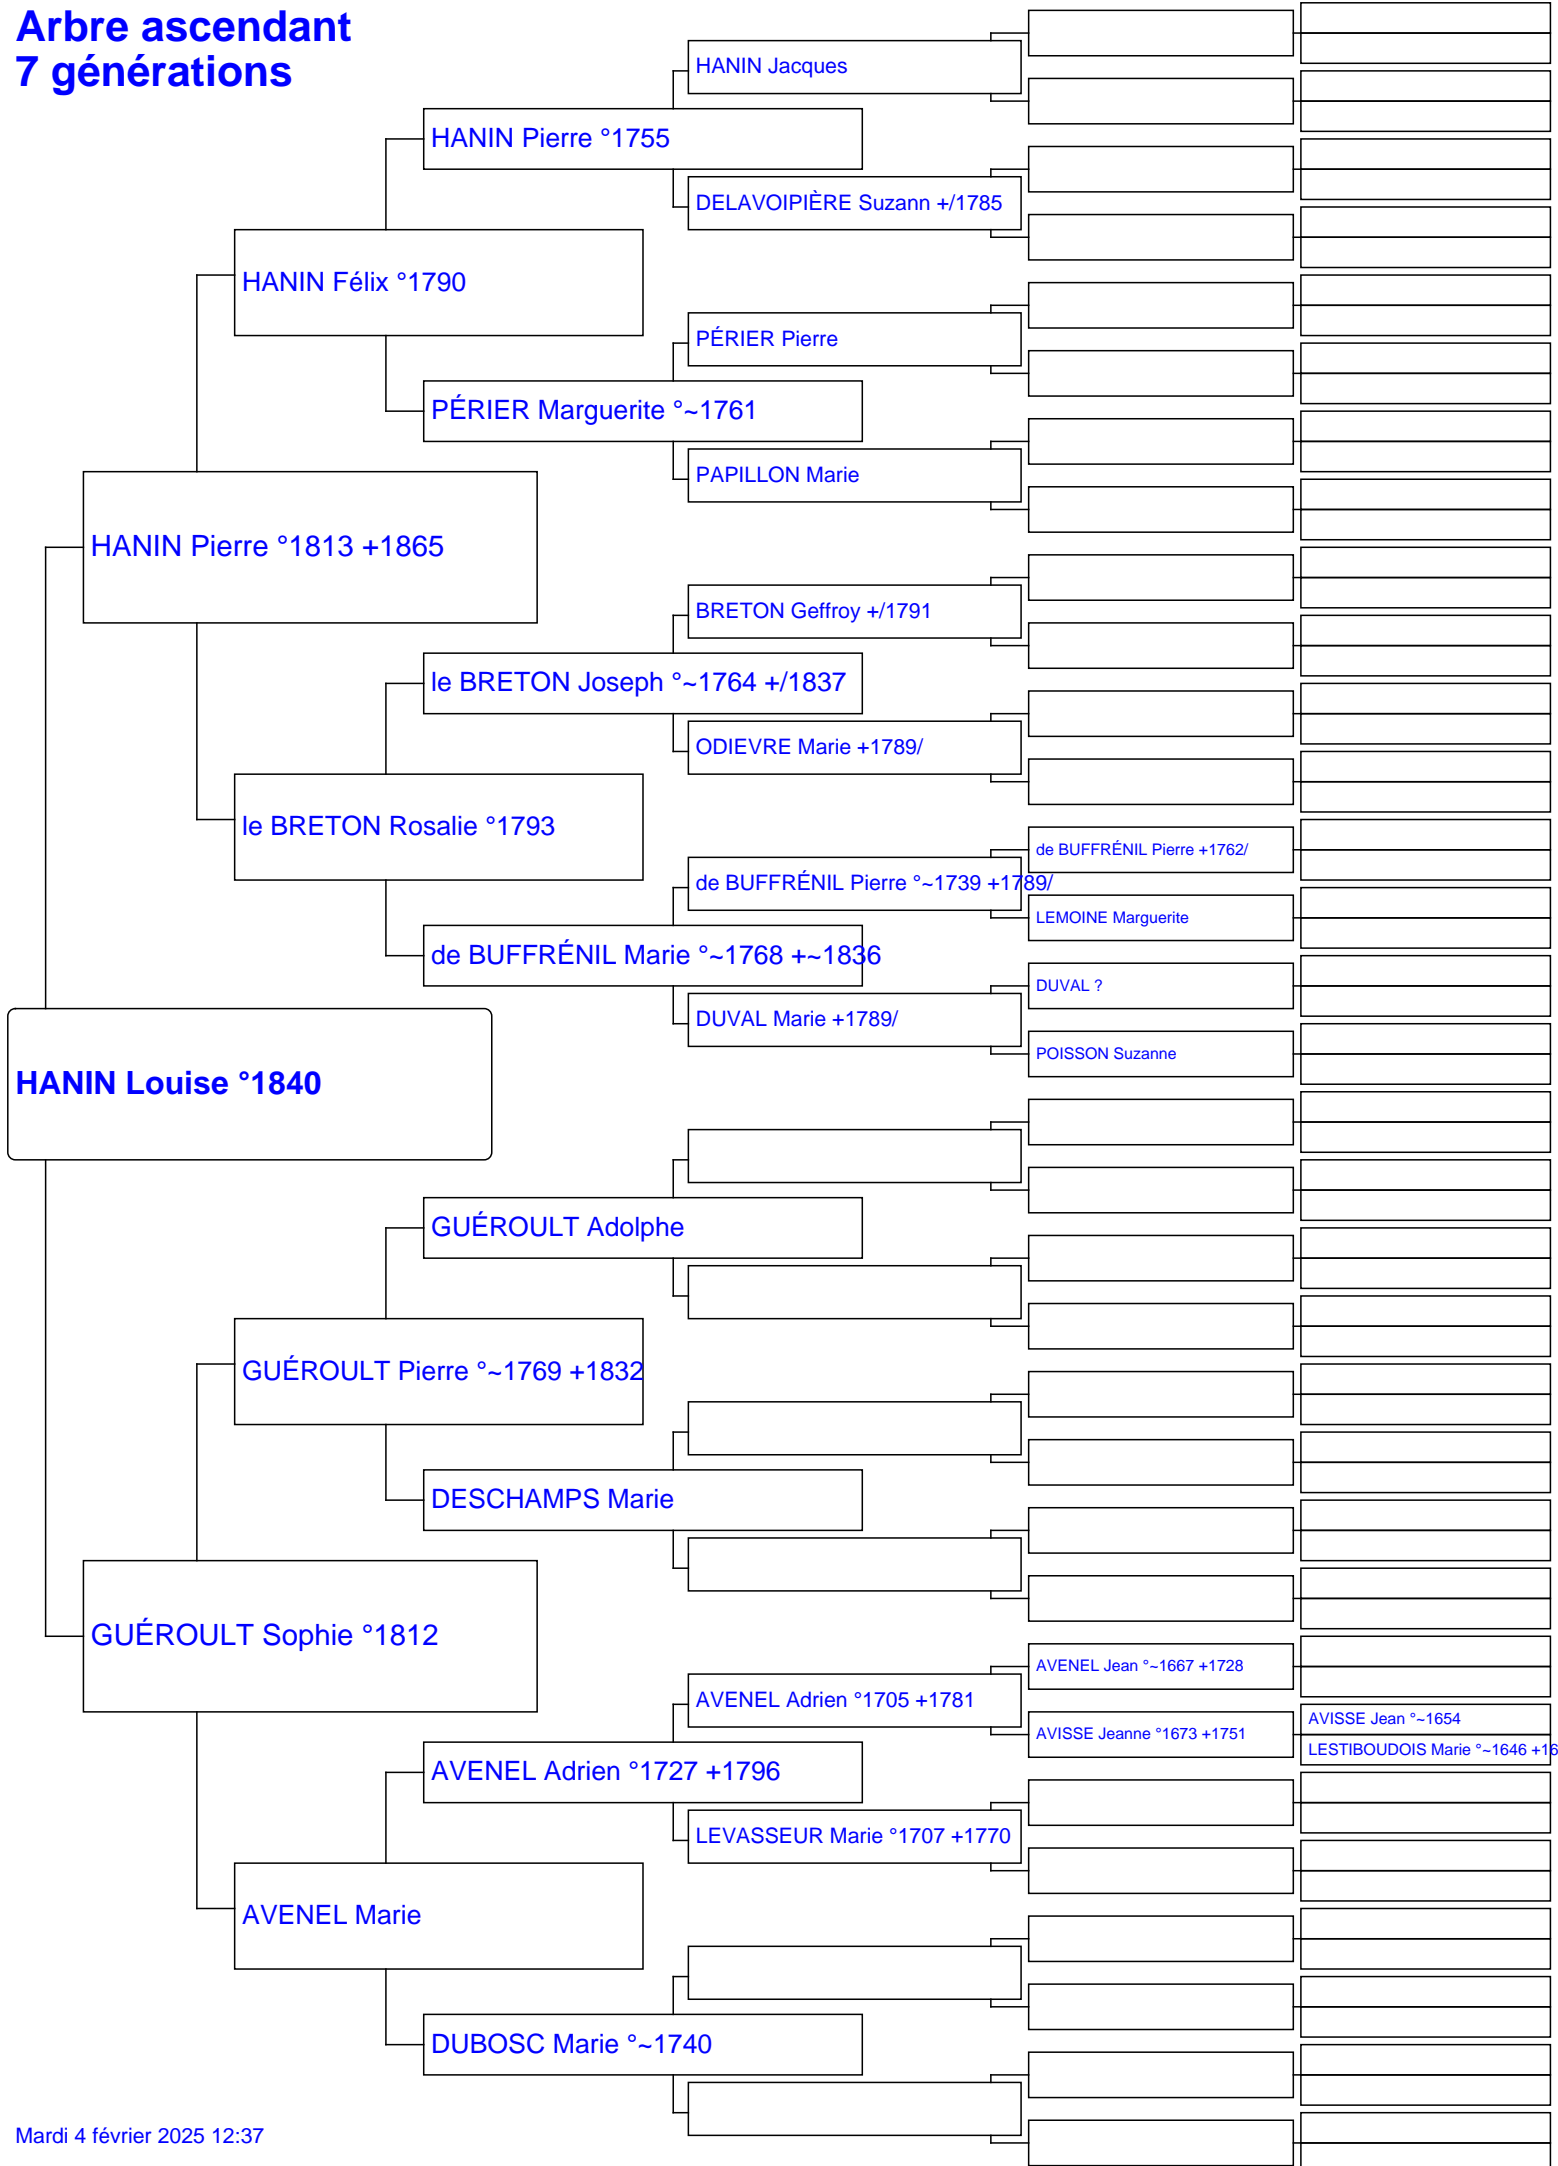 Arbre ascendant
7 générations
HANIN Jacques
HANIN Pierre °1755
DELAVOIPIÈRE Suzann +/1785
HANIN Félix °1790
PÉRIER Pierre
PÉRIER Marguerite °~1761
PAPILLON Marie
HANIN Pierre °1813 +1865
BRETON Geffroy +/1791
le BRETON Joseph °~1764 +/1837
ODIEVRE Marie +1789/
le BRETON Rosalie °1793
de BUFFRÉNIL Pierre +1762/
de BUFFRÉNIL Pierre °~1739 +1789/
LEMOINE Marguerite
de BUFFRÉNIL Marie °~1768 +~1836
DUVAL ?
DUVAL Marie +1789/
POISSON Suzanne
HANIN Louise °1840
GUÉROULT Adolphe
GUÉROULT Pierre °~1769 +1832
DESCHAMPS Marie
GUÉROULT Sophie °1812
AVENEL Jean °~1667 +1728
AVENEL Adrien °1705 +1781
AVISSE Jean °~1654
AVISSE Jeanne °1673 +1751
LESTIBOUDOIS Marie °~1646 +16
AVENEL Adrien °1727 +1796
LEVASSEUR Marie °1707 +1770
AVENEL Marie
DUBOSC Marie °~1740
Mardi 4 février 2025 12:37